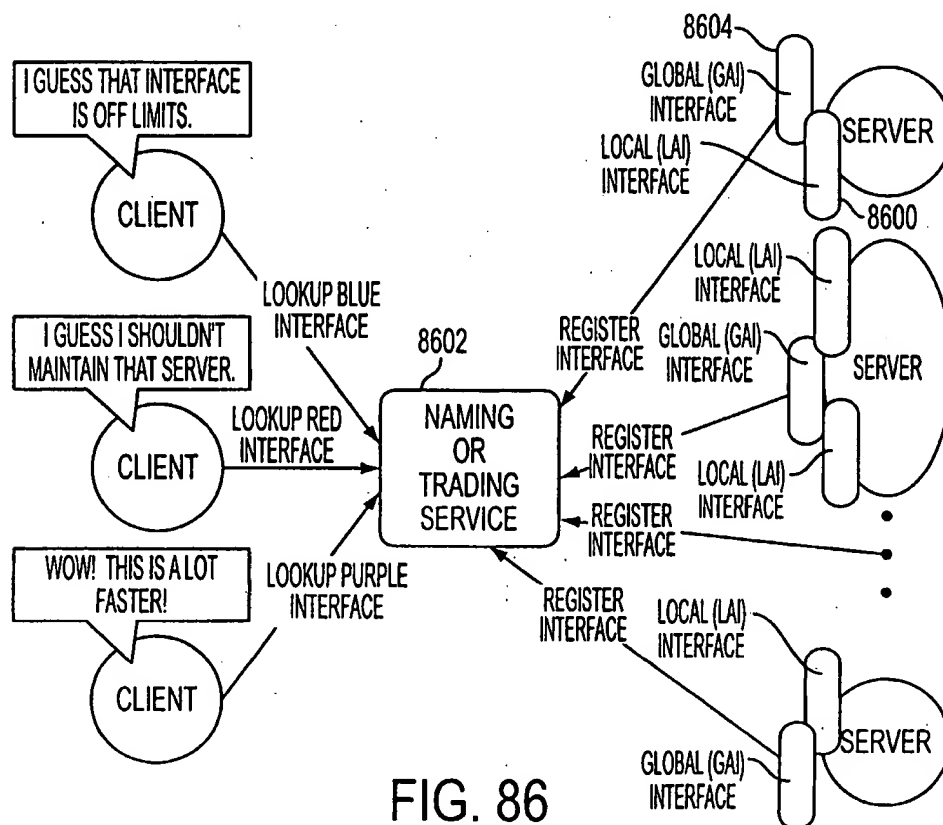 8604
I GUESS THAT INTERFACE
IS OFF LIMITS.
GLOBAL (GAI)
INTERFACE
SERVER
CLIENT
LOCAL (LAI)
INTERFACE
8600
LOOKUP BLUE
INTERFACE
LOCAL (LAI)
INTERFACE
I GUESS I SHOULDN'T
MAINTAIN THAT SERVER.
8602
REGISTER
INTERFACE
GLOBAL (GAI)
INTERFACE
SERVER
CLIENT
LOOKUP RED
INTERFACE
NAMING
OR
TRADING
SERVICE
REGISTER
INTERFACE
LOCAL (LAI)
INTERFACE
REGISTER
INTERFACE
WOW! THIS IS A LOT
FASTER!
LOOKUP PURPLE
INTERFACE
CLIENT
REGISTER
INTERFACE
LOCAL (LAI)
INTERFACE
SERVER
GLOBAL (GAI)
INTERFACE
FIG. 86